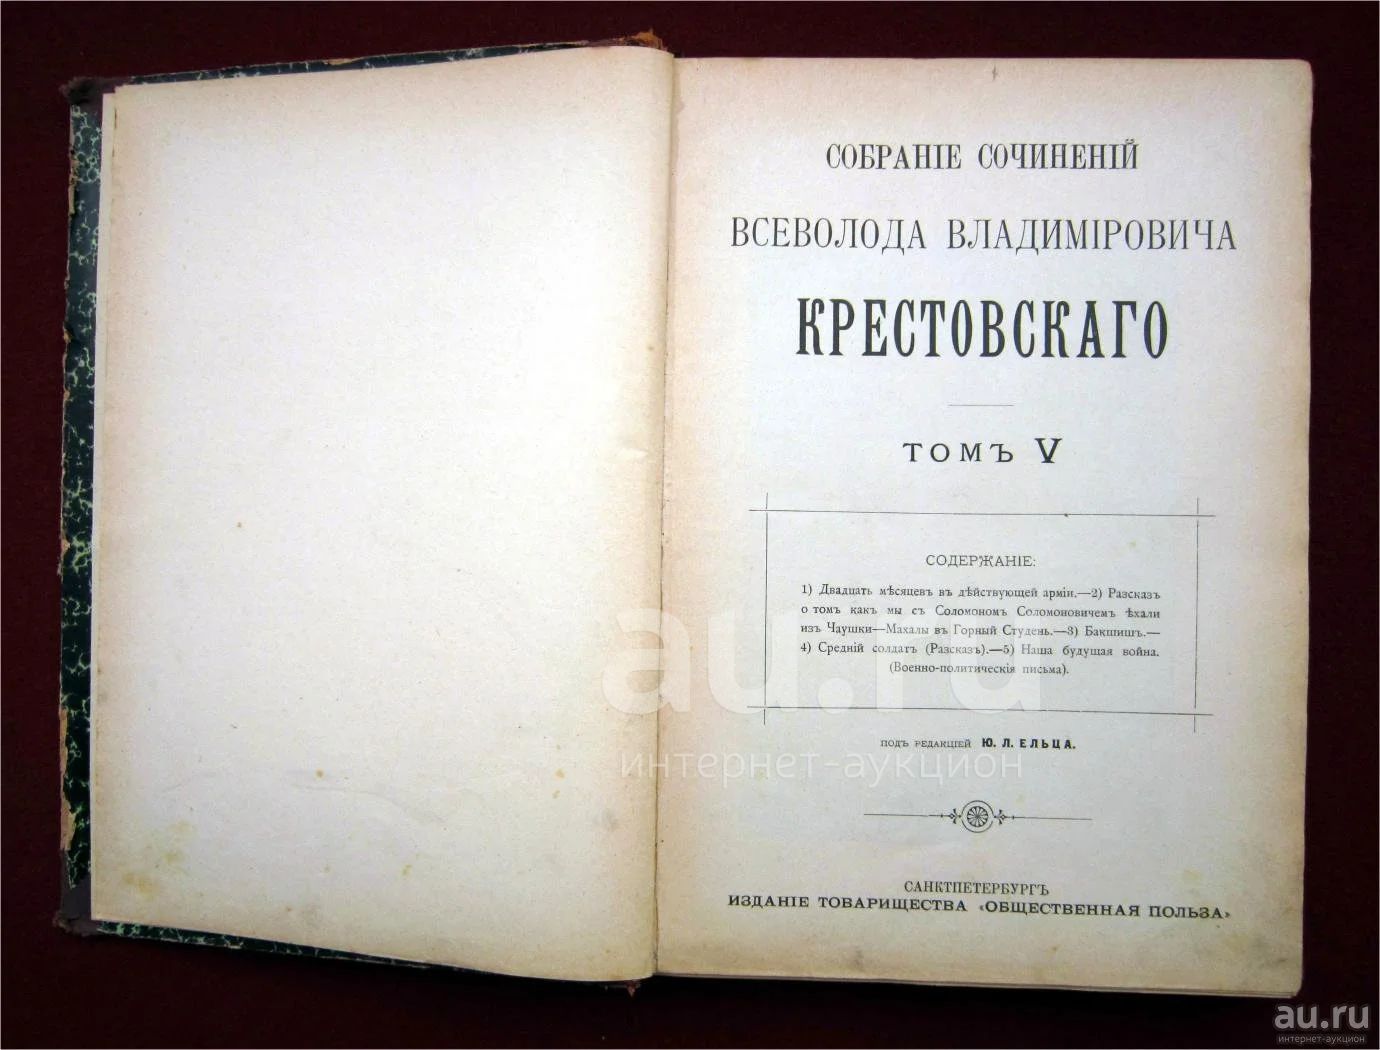 СОБРАНІЕ СОЧИНЕНІЙ
ВСЕВОЛОДА ВЛАДИМІРОВИЧА
КРЕСТОВСКАГО
ТОМЪ V
СОДЕРЖАНІЕ:
1) Двадцать мѣсяцевъ въ дѣйствующей арміи.—2) Разсказъ
о томъ какъ мы съ Соломономъ Соломоновичемъ ѣхали
изъ Чаушки—Махалы въ Горный Студень.—3) Бакшишъ.—
4) Средній солдатъ (Разсказъ).—5) Наша будущая война.
(Военно-политическія письма).
ПОДЪ РЕДАКЦІЕЙ Ю. Л. ЕЛЬЦА.
САНКТПЕТЕРБУРГЪ
ИЗДАНІЕ ТОВАРИЩЕСТВА «ОБЩЕСТВЕННАЯ ПОЛЬЗА»
au.ru
интернет-аукцион
au.ru
интернет-аукцион